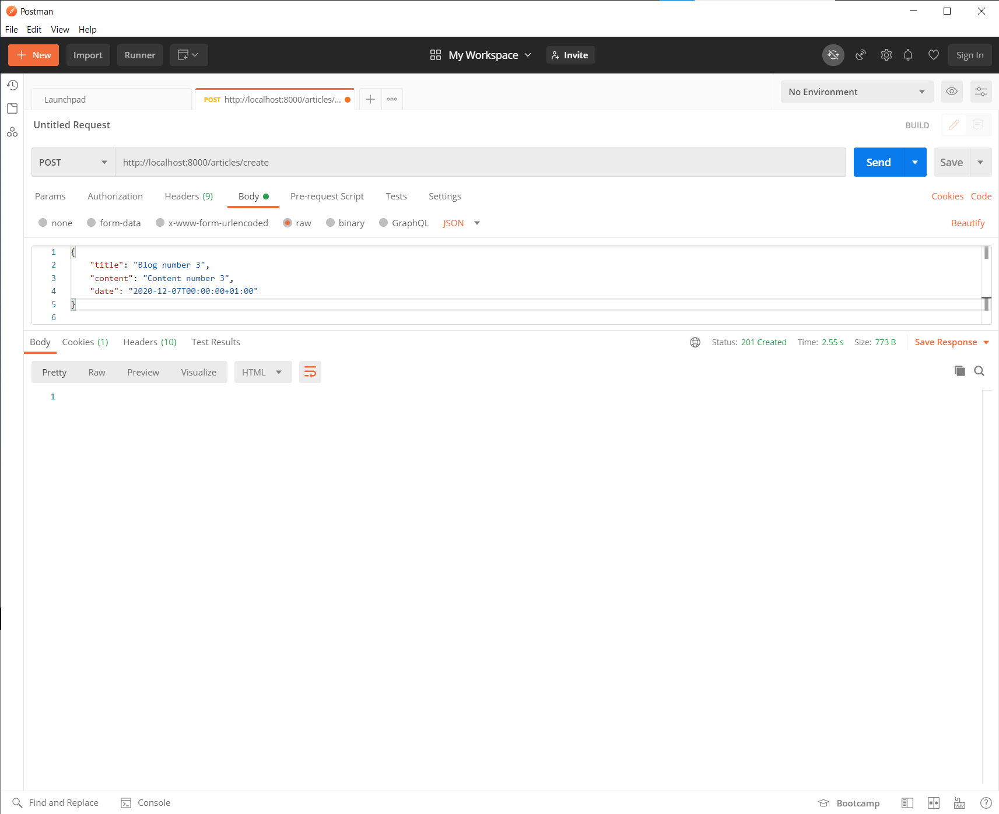 Postman
File Edit View Help
New Import Runner My Workspace Invite Sign In
Launchpad POST http://localhost:8000/articles/... No Environment
Untitled Request BUILD
POST http://localhost:8000/articles/create Send Save
Params Authorization Headers (9) Body Pre-request Script Tests Settings Cookies Code
none form-data x-www-form-urlencoded raw binary GraphQL JSON Beautify
1 {
2 "title": "Blog number 3",
3 "content": "Content number 3",
4 "date": "2020-12-07T00:00:00+01:00"
5 }
6
Body Cookies (1) Headers (10) Test Results Status: 201 Created Time: 2.55 s Size: 773 B Save Response
Pretty Raw Preview Visualize HTML
1
Find and Replace Console Bootcamp